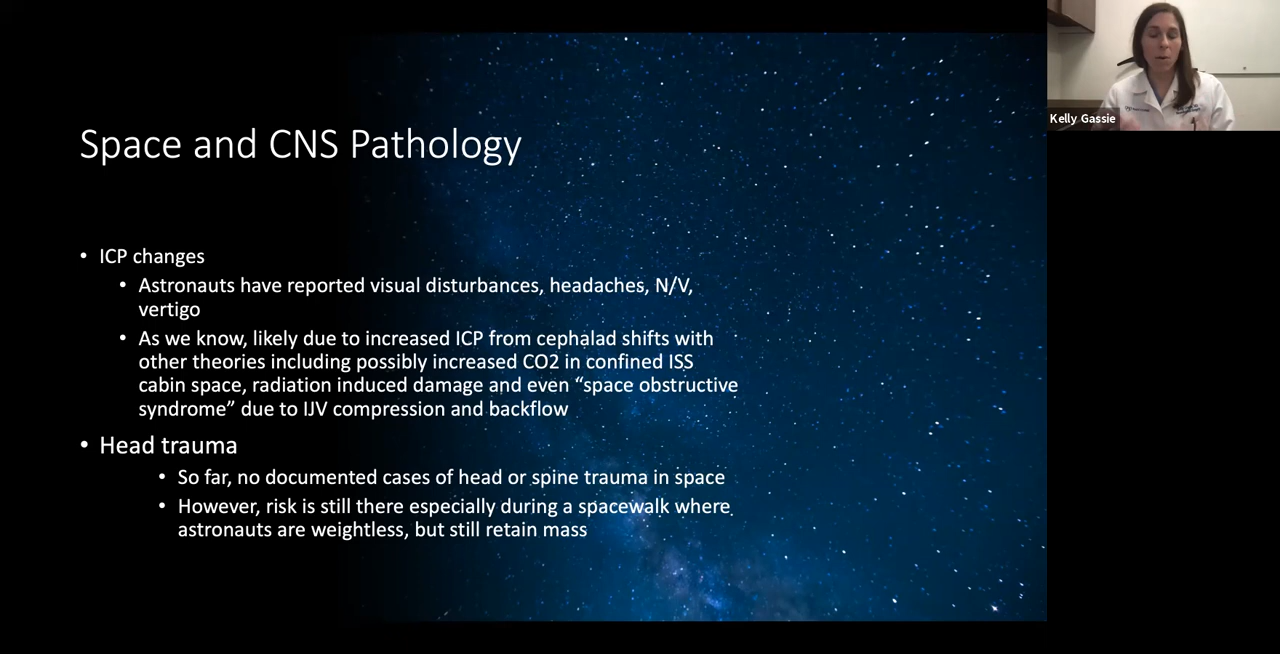 Space and CNS Pathology
• ICP changes
• Astronauts have reported visual disturbances, headaches, N/V,
vertigo
• As we know, likely due to increased ICP from cephalad shifts with
other theories including possibly increased CO2 in confined ISS
cabin space, radiation induced damage and even “space obstructive
syndrome” due to IJV compression and backflow
• Head trauma
• So far, no documented cases of head or spine trauma in space
• However, risk is still there especially during a spacewalk where
astronauts are weightless, but still retain mass
Kelly Gassie